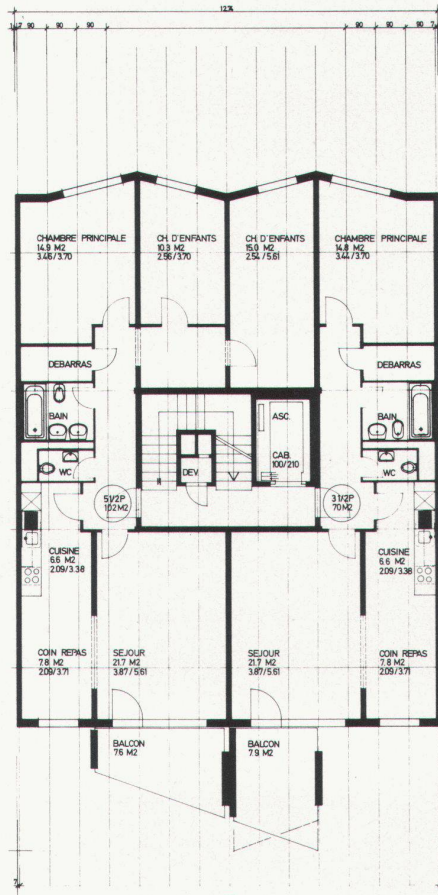 12.74
1 7 90 90 90
90 90 90 7
CHAMBRE PRINCIPALE
14.9 M2
3.46/3.70
CH. D'ENFANTS
10.3 M2
2.56/3.70
CH. D'ENFANTS
15.0 M2
2.54/5.61
CHAMBRE PRINCIPALE
14.8 M2
3.44/3.70
DEBARRAS
DEBARRAS
BAIN
BAIN
ASC.
CAB.
100/210
DEV.
WC
WC
5 1/2P
102 M2
3 1/2P
70 M2
CUISINE
6.6 M2
2.09/3.38
CUISINE
6.6 M2
2.09/3.38
COIN REPAS
7.8 M2
2.09/3.71
SEJOUR
21.7 M2
3.87/5.61
SEJOUR
21.7 M2
3.87/5.61
COIN REPAS
7.8 M2
2.09/3.71
BALCON
7.6 M2
BALCON
7.9 M2